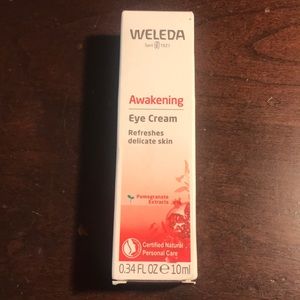 WELEDA
Since 1921
Awakening
Eye Cream
Refreshes
delicate skin
Pomegranate
Extracts
Certified Natural
Personal Care
0.34 FL OZ ℮ 10ml